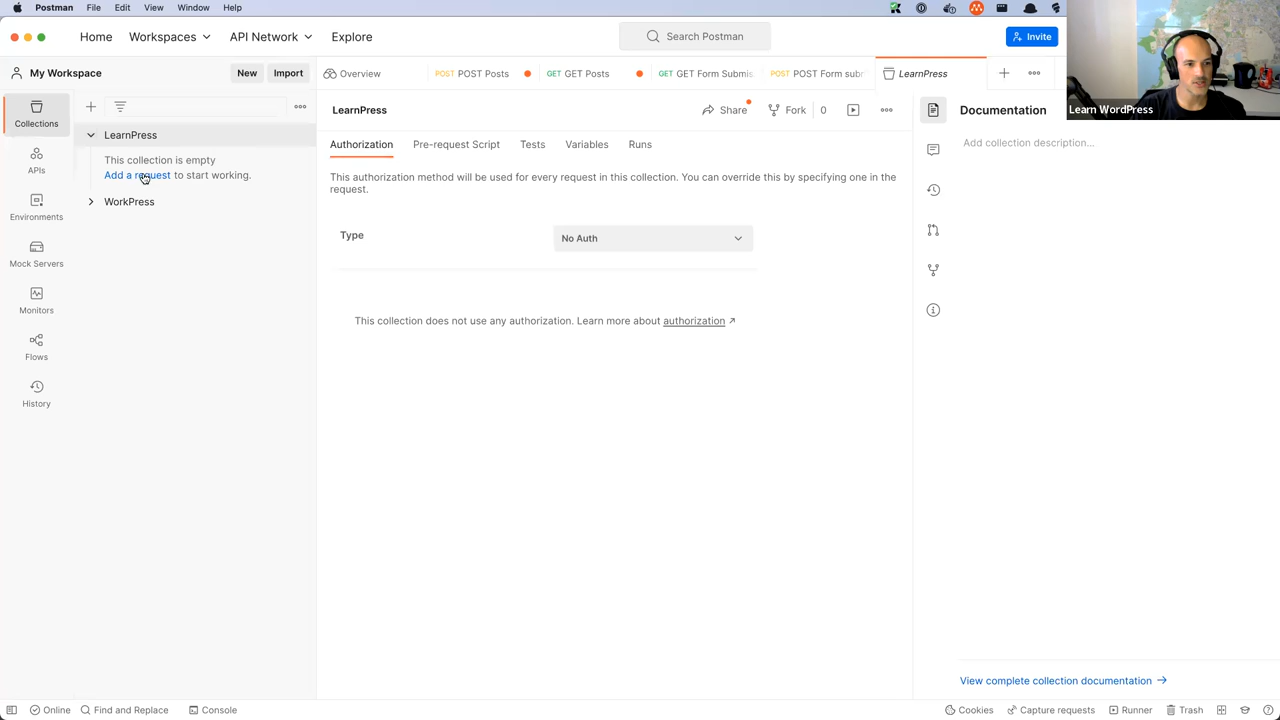 Postman File Edit View Window Help
Home Workspaces API Network Explore
Search Postman
Invite
My Workspace
New Import
Overview
POST POST Posts
GET GET Posts
GET GET Form Submis
POST POST Form subr
LearnPress
Learn WordPress
Collections
APIs
Environments
Mock Servers
Monitors
Flows
History
LearnPress
This collection is empty
Add a request to start working.
WorkPress
LearnPress
Share Fork 0
Authorization Pre-request Script Tests Variables Runs
This authorization method will be used for every request in this collection. You can override this by specifying one in the
request.
Type No Auth
This collection does not use any authorization. Learn more about authorization ↗
Documentation
Add collection description...
View complete collection documentation →
Online Find and Replace Console
Cookies Capture requests Runner Trash